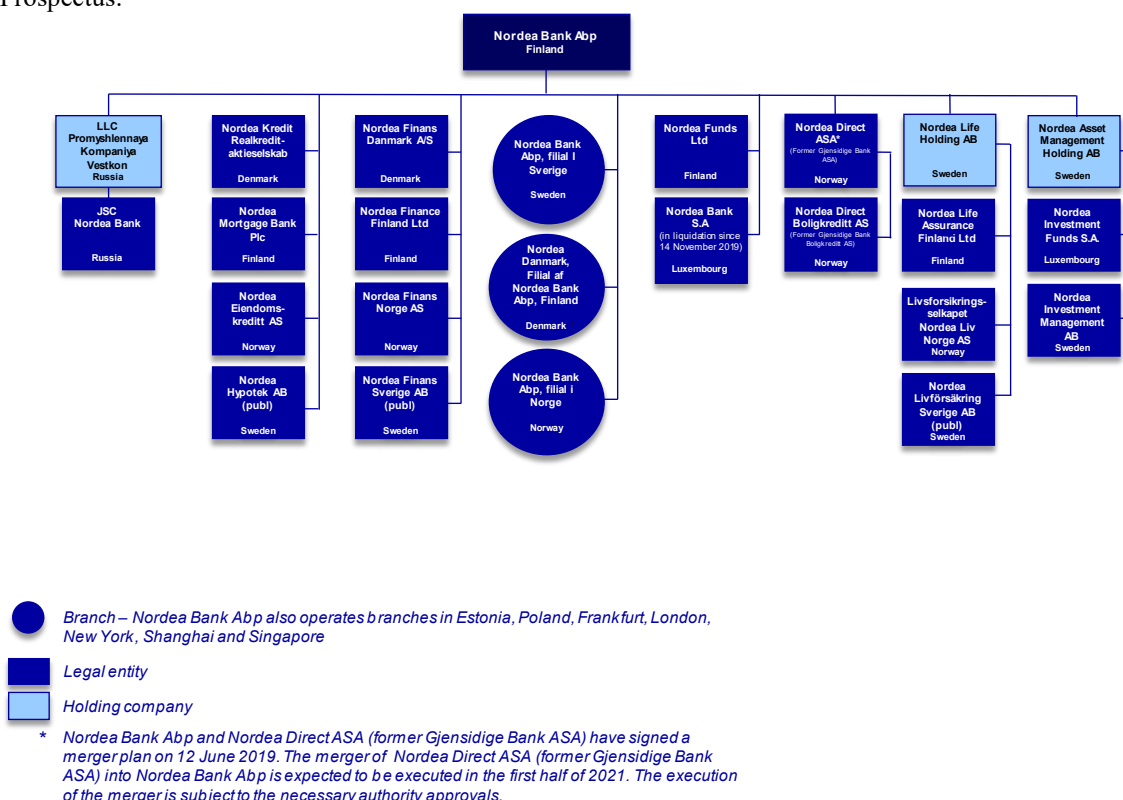 Prospectus:
Nordea Bank Abp
Finland
LLC
Promyshlennaya
Kompaniya
Vestkon
Russia
JSC
Nordea Bank
Russia
Nordea Kredit
Realkredit-
aktieselskab
Denmark
Nordea
Mortgage Bank
Plc
Finland
Nordea
Eiendoms-
kreditt AS
Norway
Nordea
Hypotek AB
(publ)
Sweden
Nordea Finans
Danmark A/S
Denmark
Nordea Finance
Finland Ltd
Finland
Nordea Finans
Norge AS
Norway
Nordea Finans
Sverige AB
(publ)
Sweden
Nordea Bank
Abp, filial I
Sverige
Sweden
Nordea
Danmark,
Filial af
Nordea Bank
Abp, Finland
Denmark
Nordea Bank
Abp, filial i
Norge
Norway
Nordea Funds
Ltd
Finland
Nordea Bank
S.A
(in liquidation since
14 November 2019)
Luxembourg
Nordea Direct
ASA*
(Former Gjensidige Bank
ASA)
Norway
Nordea Direct
Boligkreditt AS
(Former Gjensidige Bank
Boligkreditt AS)
Norway
Nordea Life
Holding AB
Sweden
Nordea Life
Assurance
Finland Ltd
Finland
Livsforsikrings-
selkapet
Nordea Liv
Norge AS
Norway
Nordea
Livförsäkring
Sverige AB
(publ)
Sweden
Nordea Asset
Management
Holding AB
Sweden
Nordea
Investment
Funds S.A.
Luxembourg
Nordea
Investment
Management
AB
Sweden
Branch – Nordea Bank Abp also operates branches in Estonia, Poland, Frankfurt, London,
New York, Shanghai and Singapore
Legal entity
Holding company
* Nordea Bank Abp and Nordea Direct ASA (former Gjensidige Bank ASA) have signed a
merger plan on 12 June 2019. The merger of Nordea Direct ASA (former Gjensidige Bank
ASA) into Nordea Bank Abp is expected to be executed in the first half of 2021. The execution
of the merger is subject to the necessary authority approvals.